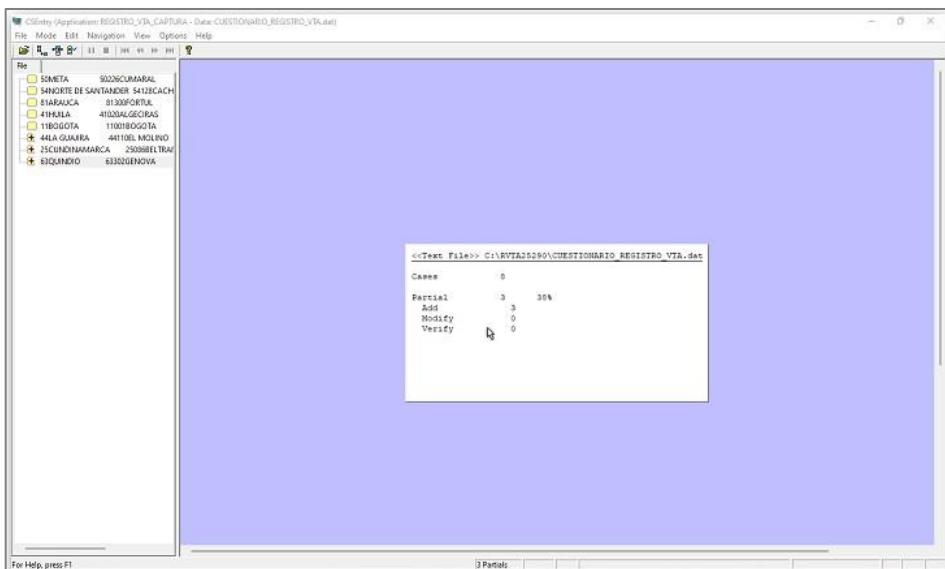 CSEntry (Application: REGISTRO_VTA_CAPTURA - Data: CUESTIONARIO_REGISTRO_VTA.dat)
File Mode Edit Navigation View Options Help
File
50META 50226CUMARAL
54NORTE DE SANTANDER 54128CACH
81ARAUCA 81300FORTUL
41HUILA 41020ALGECIRAS
11BOGOTA 11001BOGOTA
44LA GUAJIRA 44110EL MOLINO
25CUNDINAMARCA 25086BELTRAN
63QUINDIO 63302GENOVA
<<Text File>> C:\RVTA25290\CUESTIONARIO_REGISTRO_VTA.dat
Cases 8
Partial 3 38%
Add 3
Modify 0
Verify 0
For Help, press F1
3 Partials